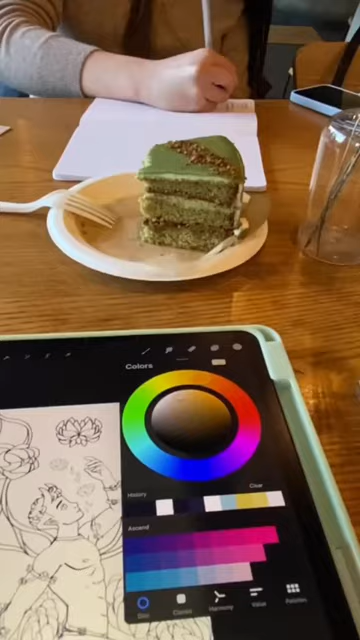 Colors
History
Clear
Ascend
Disc
Classic
Harmony
Value
Palettes